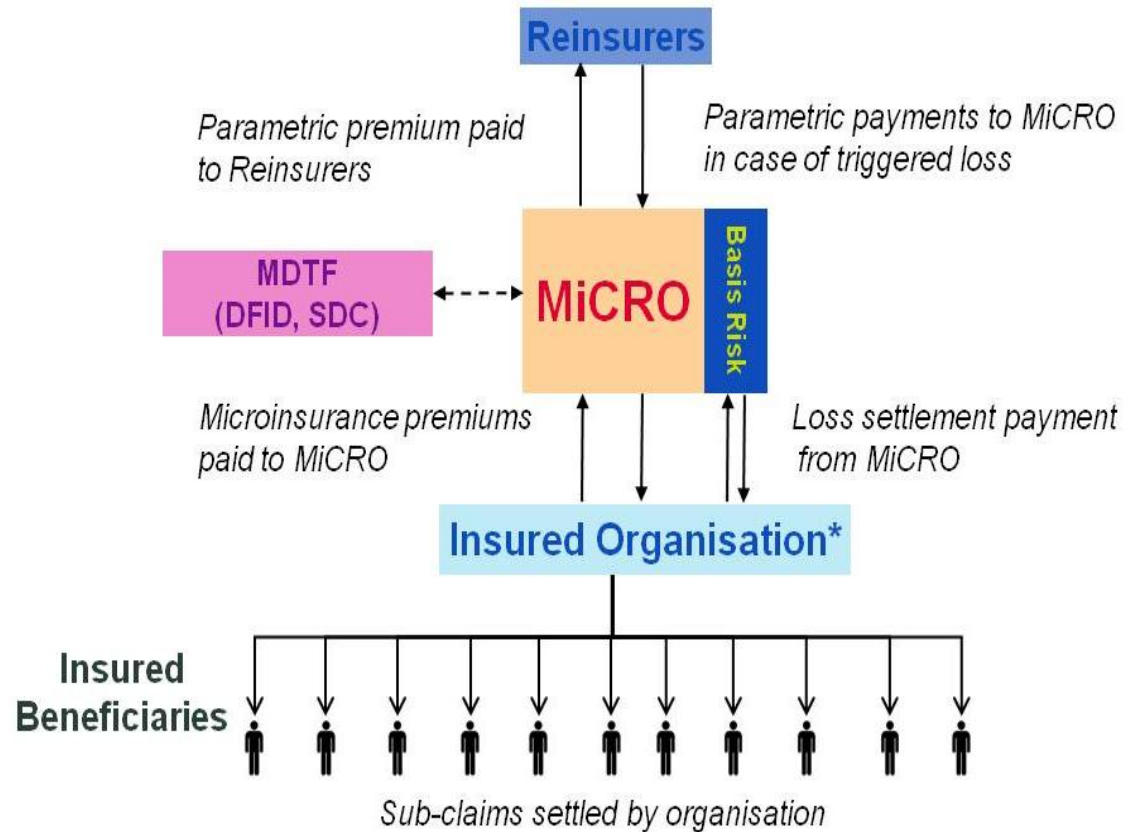 Reinsurers
Parametric premium paid
to Reinsurers
Parametric payments to MiCRO
in case of triggered loss
MDTF
(DFID, SDC)
MiCRO
Basis Risk
Microinsurance premiums
paid to MiCRO
Loss settlement payment
from MiCRO
Insured Organisation*
Insured
Beneficiaries
Sub-claims settled by organisation